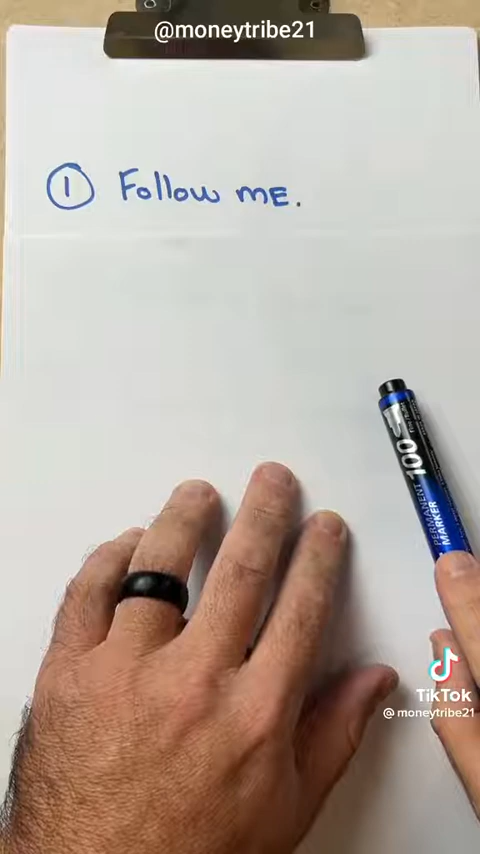 @moneytribe21
1 Follow me.
100
PERMANENT
MARKER
TikTok
@moneytribe21